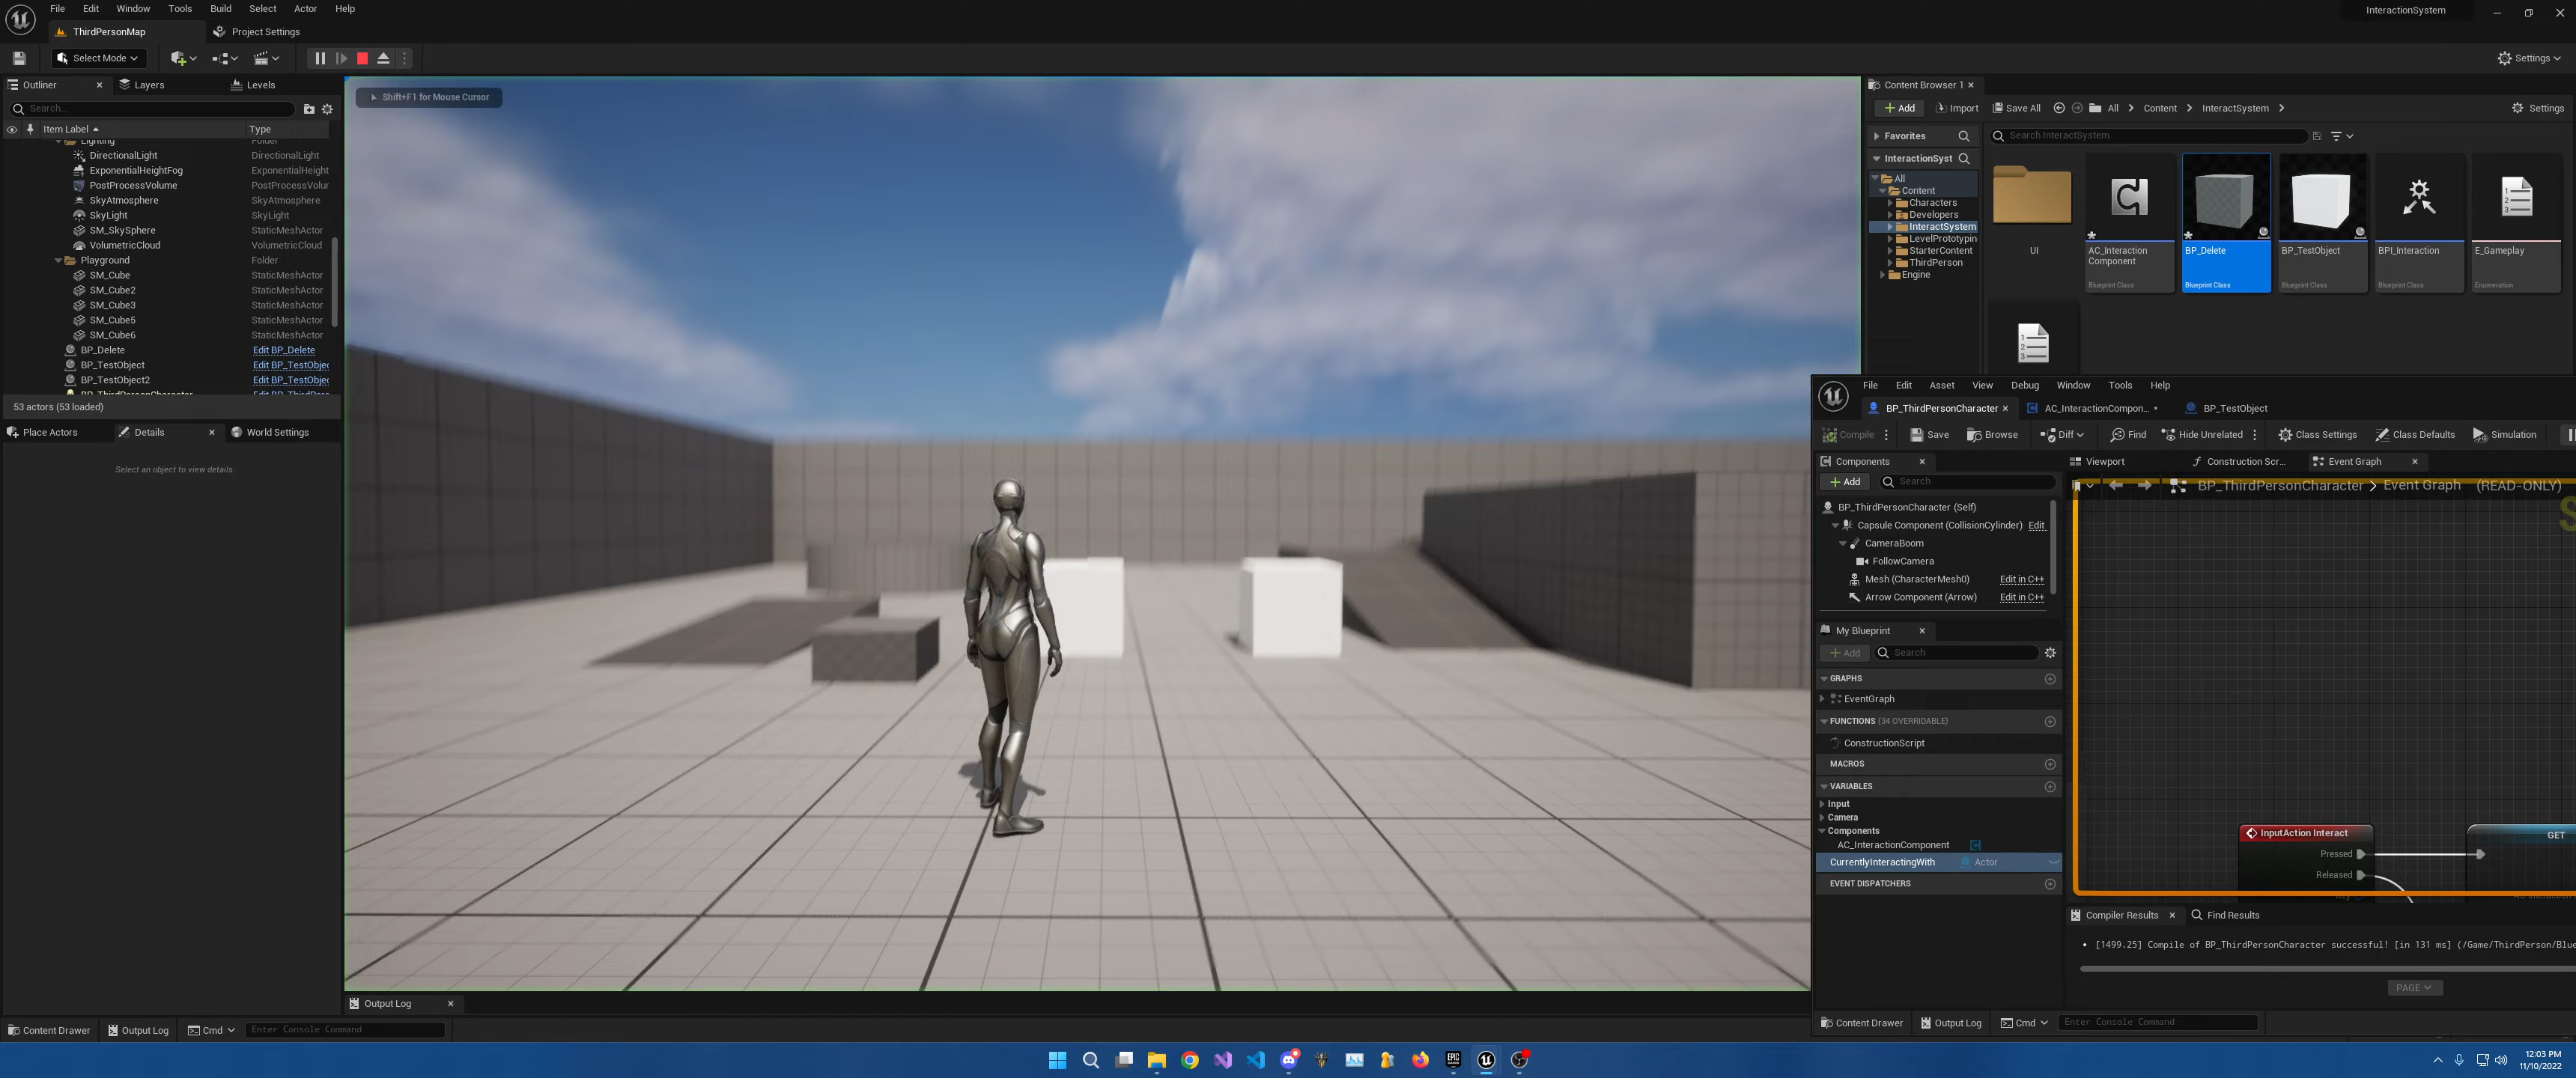 File Edit Window Tools Build Select Actor Help
InteractionSystem
ThirdPersonMap
Project Settings
Select Mode
Settings
Outliner
Layers
Levels
Search...
Item Label
Type
Lighting Folder
DirectionalLight DirectionalLight
ExponentialHeightFog ExponentialHeight
PostProcessVolume PostProcessVolur
SkyAtmosphere SkyAtmosphere
SkyLight SkyLight
SM_SkySphere StaticMeshActor
VolumetricCloud VolumetricCloud
Playground Folder
SM_Cube StaticMeshActor
SM_Cube2 StaticMeshActor
SM_Cube3 StaticMeshActor
SM_Cube5 StaticMeshActor
SM_Cube6 StaticMeshActor
BP_Delete Edit BP_Delete
BP_TestObject Edit BP_TestObjec
BP_TestObject2 Edit BP_TestObjec
BP_ThirdPersonCharacter Edit BP_ThirdPers
53 actors (53 loaded)
Place Actors
Details
World Settings
Select an object to view details.
Shift+F1 for Mouse Cursor
Content Browser 1
Add Import Save All All Content InteractSystem Settings
Favorites
Search InteractSystem
InteractionSyst
All
Content
Characters
Developers
InteractSystem
LevelPrototypin
StarterContent
ThirdPerson
Engine
UI
AC_Interaction
Component
Blueprint Class
BP_Delete
Blueprint Class
BP_TestObject
Blueprint Class
BPI_Interaction
Blueprint Class
E_Gameplay
Enumeration
File Edit Asset View Debug Window Tools Help
BP_ThirdPersonCharacter
AC_InteractionCompon...
BP_TestObject
Compile Save Browse Diff Find Hide Unrelated Class Settings Class Defaults Simulation
Components
Add
Search
BP_ThirdPersonCharacter (Self)
Capsule Component (CollisionCylinder) Edit
CameraBoom
FollowCamera
Mesh (CharacterMesh0) Edit in C++
Arrow Component (Arrow) Edit in C++
My Blueprint
Add
Search
GRAPHS
EventGraph
FUNCTIONS (34 OVERRIDABLE)
ConstructionScript
MACROS
VARIABLES
Input
Camera
Components
AC_InteractionComponent
CurrentlyInteractingWith Actor
EVENT DISPATCHERS
Viewport
Construction Scr...
Event Graph
BP_ThirdPersonCharacter > Event Graph (READ-ONLY)
S
InputAction Interact
Pressed
Released
Key
GET
Compiler Results
Find Results
[1499.25] Compile of BP_ThirdPersonCharacter successful! [in 131 ms] (/Game/ThirdPerson/Blue
PAGE
Content Drawer Output Log Cmd Enter Console Command
Output Log
Content Drawer Output Log Cmd Enter Console Command
12:03 PM
11/10/2022